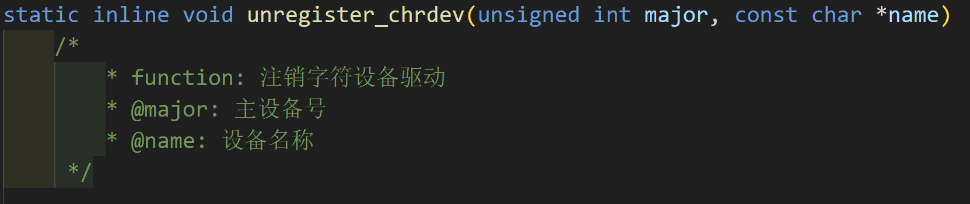 static inline void unregister_chrdev(unsigned int major, const char *name)
/*
* function: 注销字符设备驱动
* @major: 主设备号
* @name: 设备名称
*/